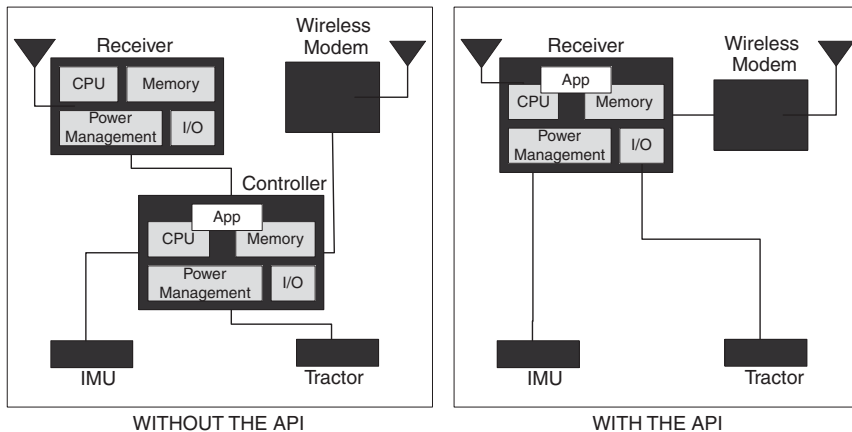 Receiver
Wireless
Modem
CPU
Memory
Power
Management
I/O
Controller
App
CPU
Memory
Power
Management
I/O
IMU
Tractor
WITHOUT THE API
Receiver
Wireless
Modem
App
CPU
Memory
Power
Management
I/O
IMU
Tractor
WITH THE API